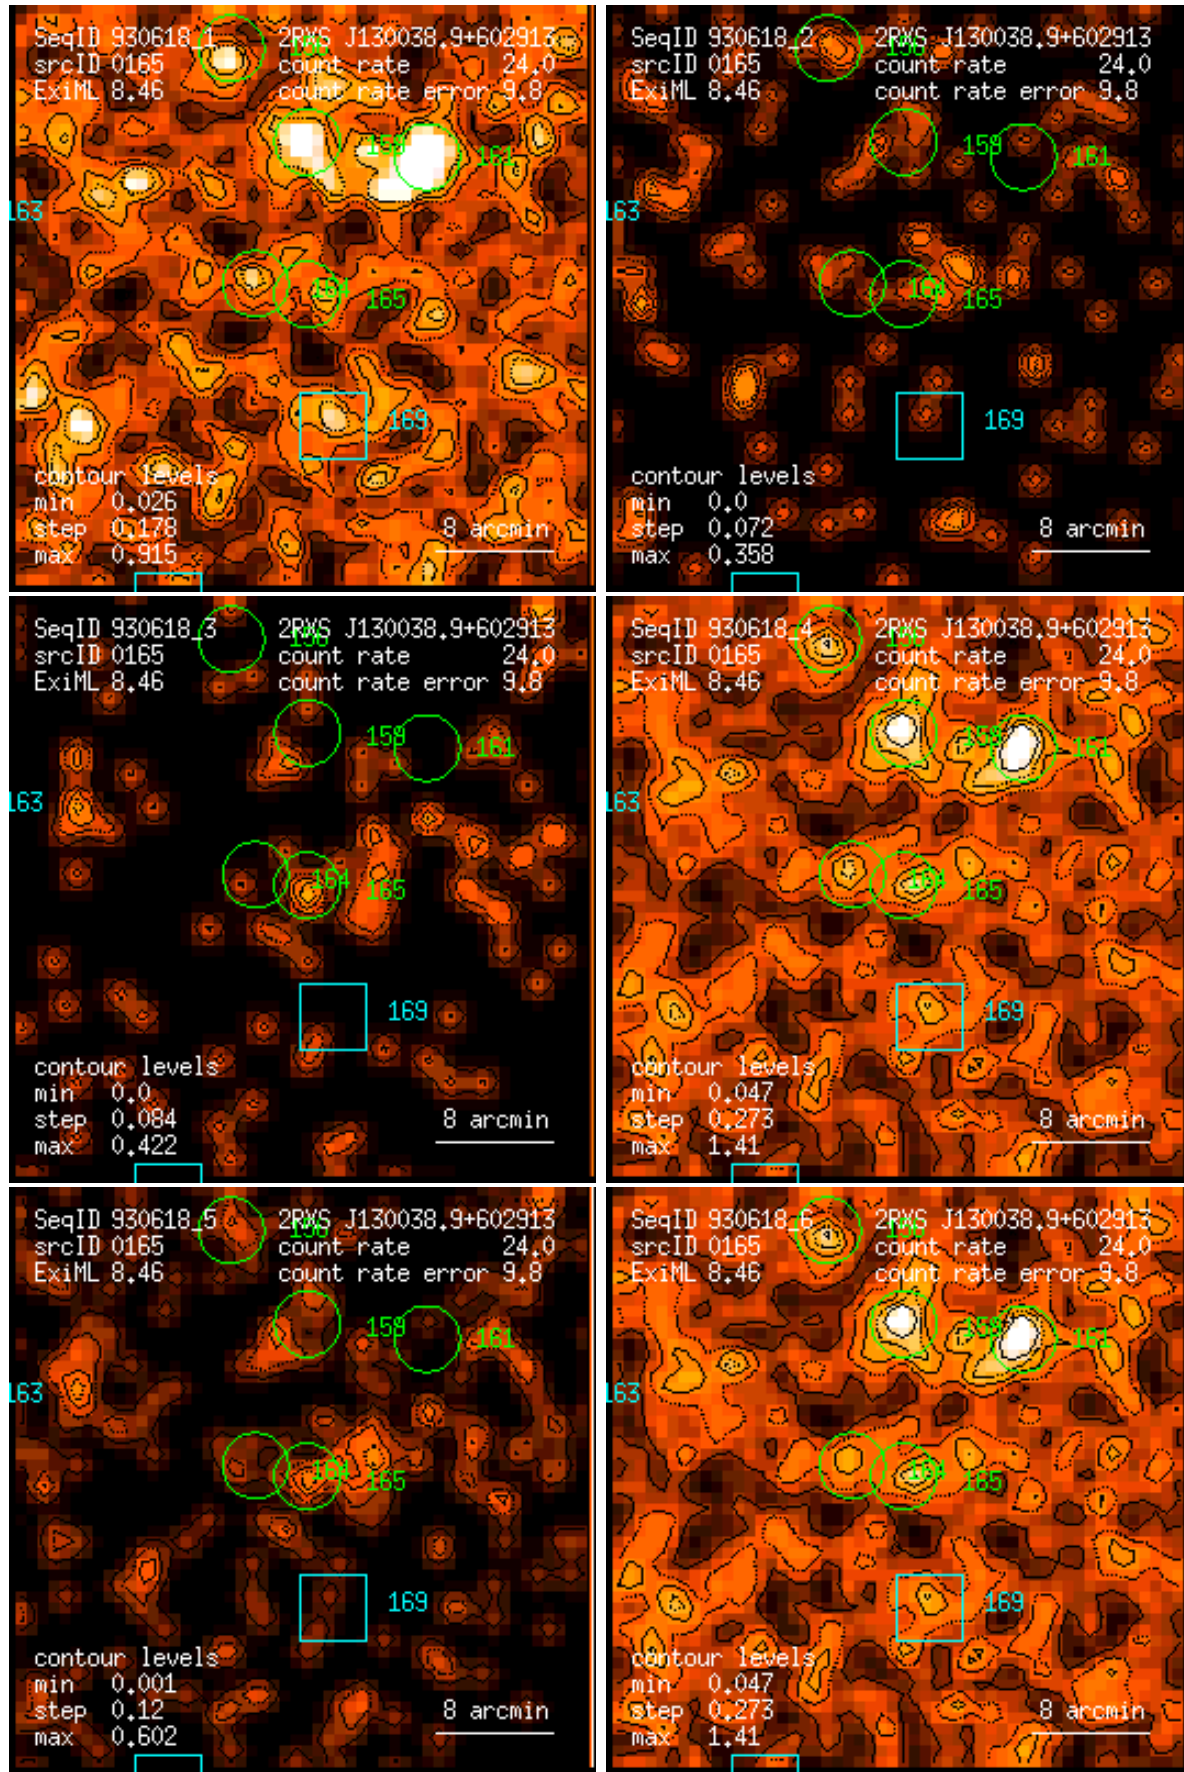 SeqID 930618_1 2RXS J130038.9+602913
srcID 0165 count rate 24.0
ExiML 8.46 count rate error 9.8
159 161
163
164 165
169
contour levels
min 0.026
step 0.178
max 0.915
8 arcmin
SeqID 930618_2 2RXS J130038.9+602913
srcID 0165 count rate 24.0
ExiML 8.46 count rate error 9.8
159 161
163
164 165
169
contour levels
min 0.0
step 0.072
max 0.358
8 arcmin
SeqID 930618_3 2RXS J130038.9+602913
srcID 0165 count rate 24.0
ExiML 8.46 count rate error 9.8
159 161
163
164 165
169
contour levels
min 0.0
step 0.084
max 0.422
8 arcmin
SeqID 930618_4 2RXS J130038.9+602913
srcID 0165 count rate 24.0
ExiML 8.46 count rate error 9.8
159 161
163
164 165
169
contour levels
min 0.047
step 0.273
max 1.41
8 arcmin
SeqID 930618_5 2RXS J130038.9+602913
srcID 0165 count rate 24.0
ExiML 8.46 count rate error 9.8
159 161
163
164 165
169
contour levels
min 0.001
step 0.12
max 0.602
8 arcmin
SeqID 930618_6 2RXS J130038.9+602913
srcID 0165 count rate 24.0
ExiML 8.46 count rate error 9.8
159 161
163
164 165
169
contour levels
min 0.047
step 0.273
max 1.41
8 arcmin